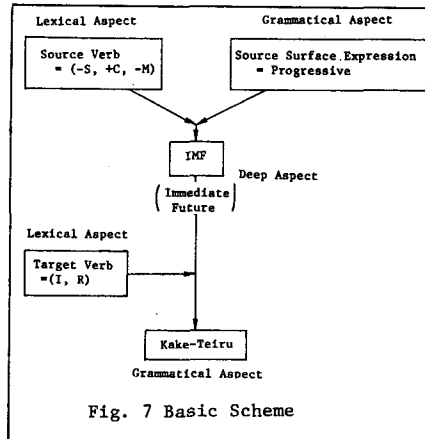 Lexical Aspect
Grammatical Aspect
Source Verb
= (-S, +C, -M)
Source Surface Expression
= Progressive
IMF
Deep Aspect
(Immediate
Future)
Lexical Aspect
Target Verb
=(I, R)
Kake-Teiru
Grammatical Aspect
Fig. 7 Basic Scheme